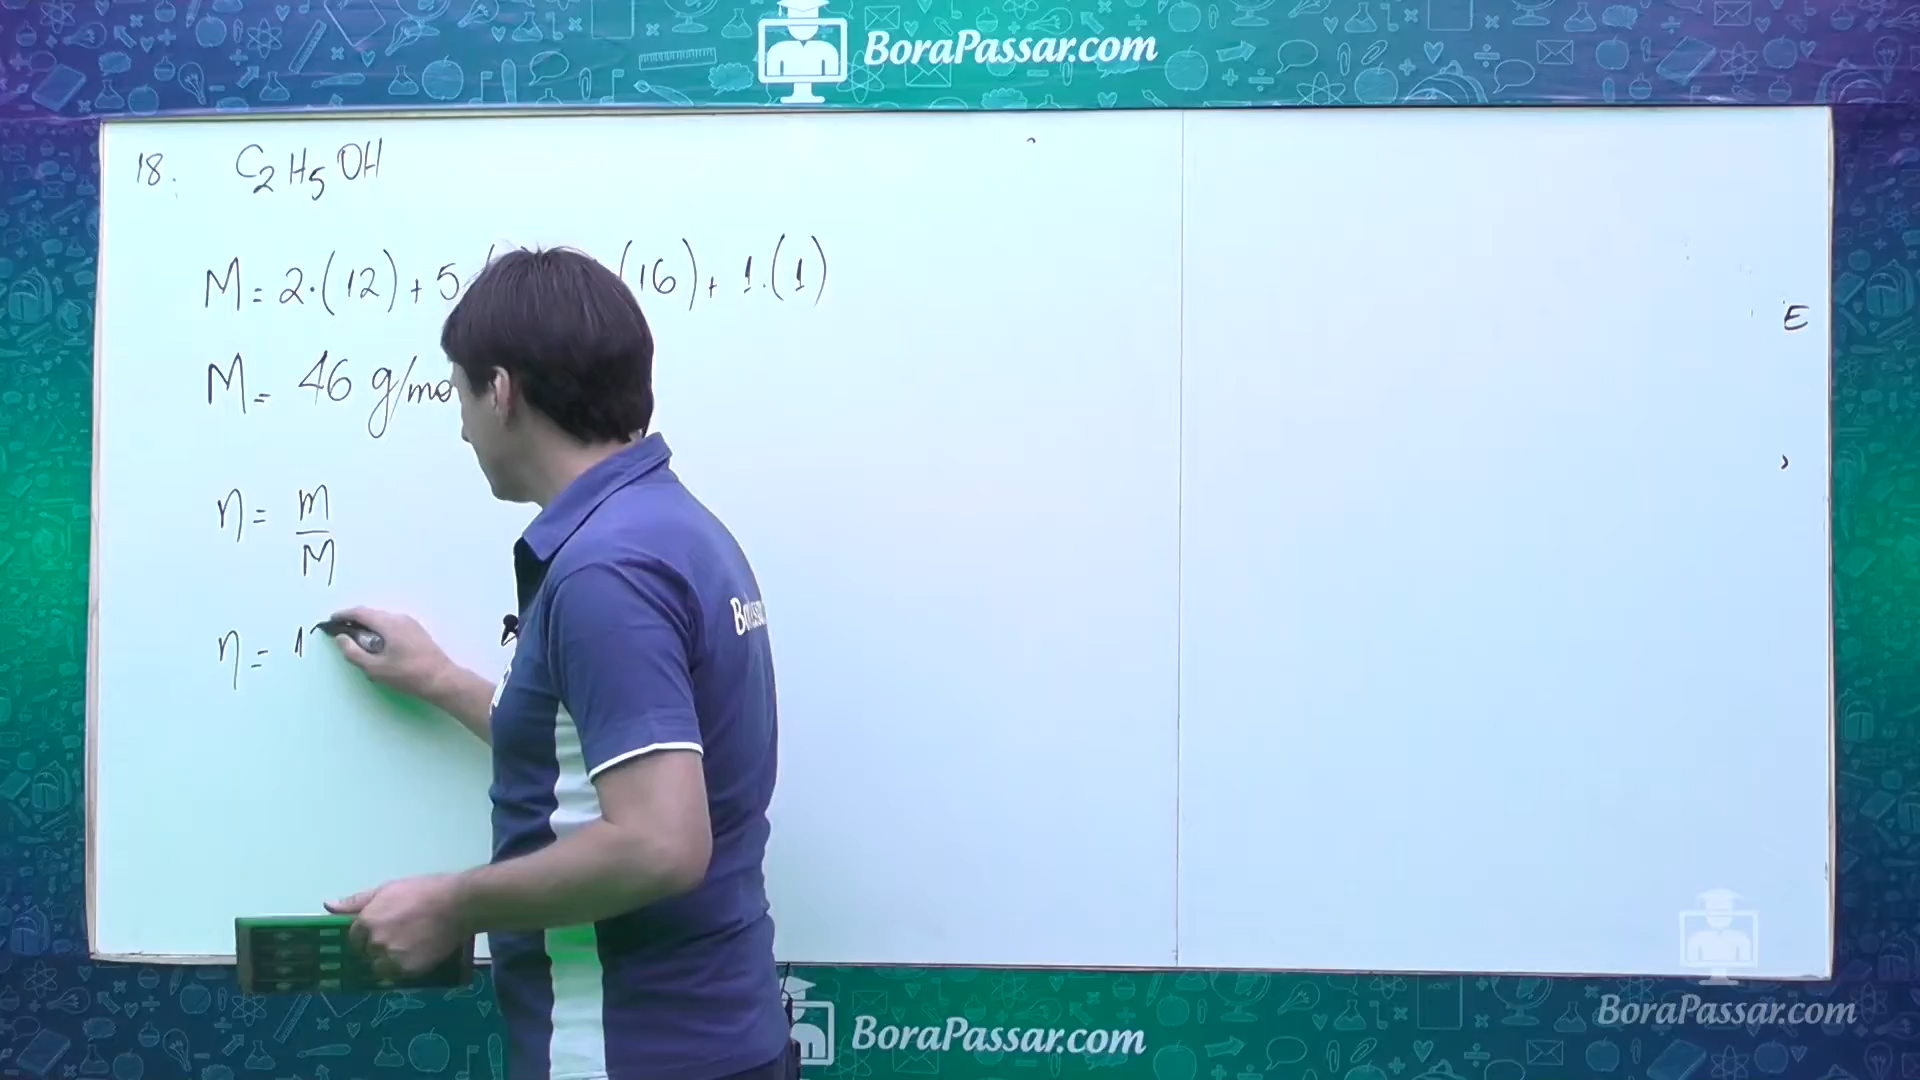 BoraPassar.com
18. C2H5OH
M = 2.(12) + 5 (16) + 1.(1)
M = 46 g/mo
n = m/M
n = 1
E
BoraPassar.com
BoraPassar.com